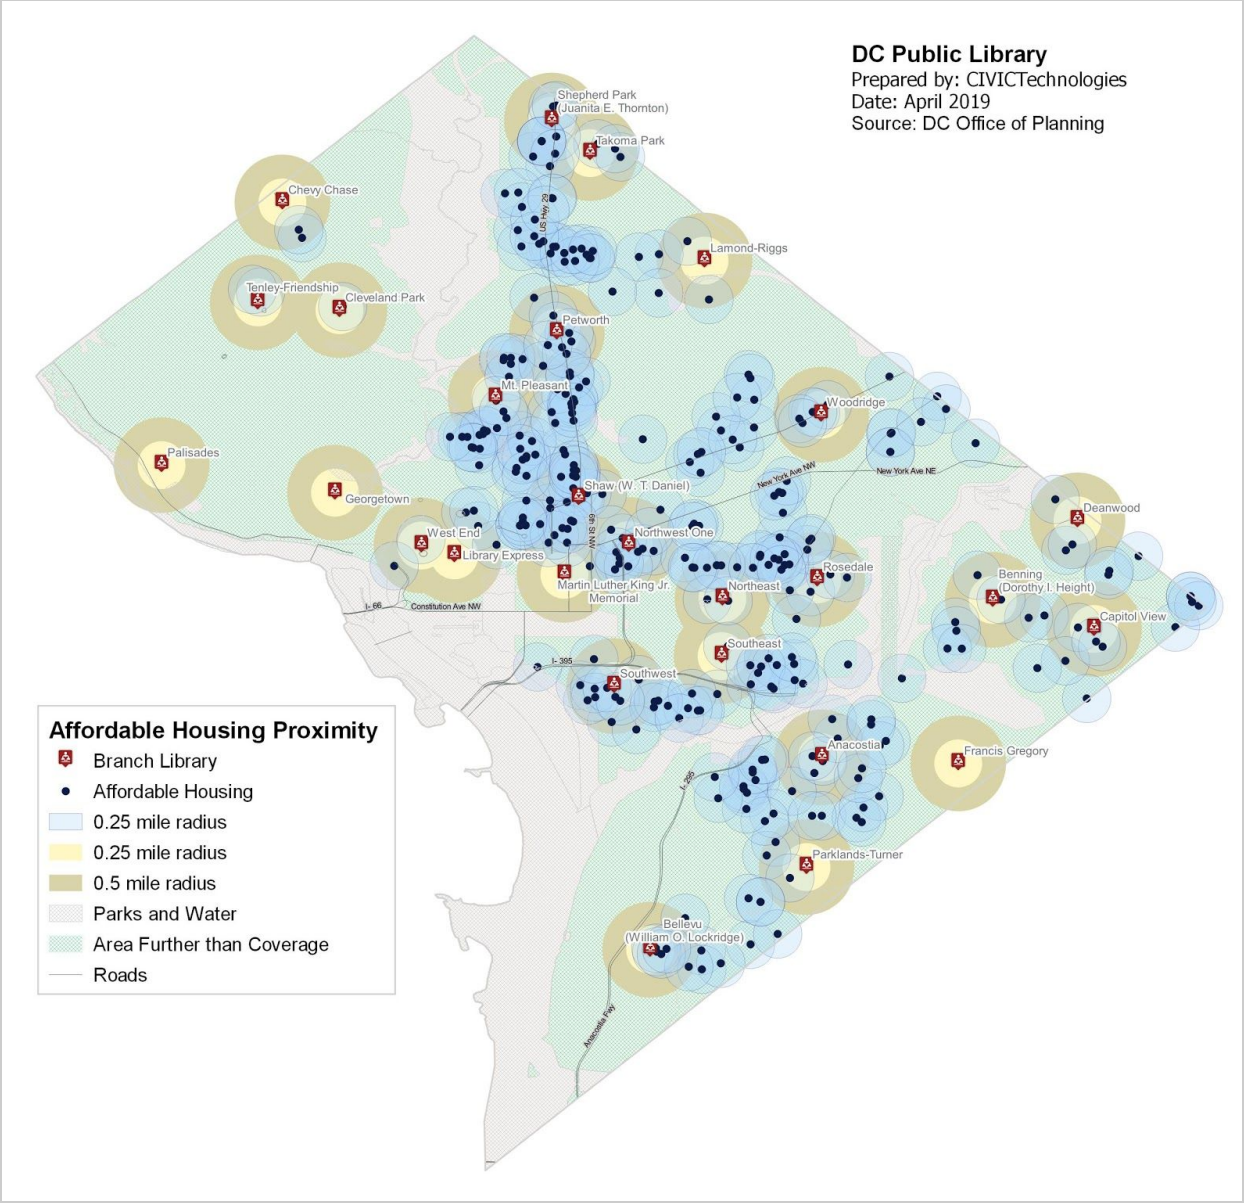 DC Public Library
Prepared by: CIVICTechnologies
Date: April 2019
Source: DC Office of Planning
Shepherd Park
(Juanita E. Thornton)
Takoma Park
Chevy Chase
US Hwy 29
Lamond-Riggs
Tenley-Friendship
Cleveland Park
Petworth
Mt. Pleasant
Woodridge
Palisades
New York Ave NW
New York Ave NE
Shaw (W. T. Daniel)
Georgetown
Deanwood
6th St NW
West End
Northwest One
Library Express
Rosedale
Benning
(Dorothy I. Height)
Martin Luther King Jr.
Memorial
Northeast
I- 66
Constitution Ave NW
Capitol View
Southeast
I- 395
Southwest
Anacostia
Francis Gregory
I- 295
Parklands-Turner
Bellevu
(William O. Lockridge)
Anacostia Fwy
Affordable Housing Proximity
Branch Library
Affordable Housing
0.25 mile radius
0.25 mile radius
0.5 mile radius
Parks and Water
Area Further than Coverage
Roads